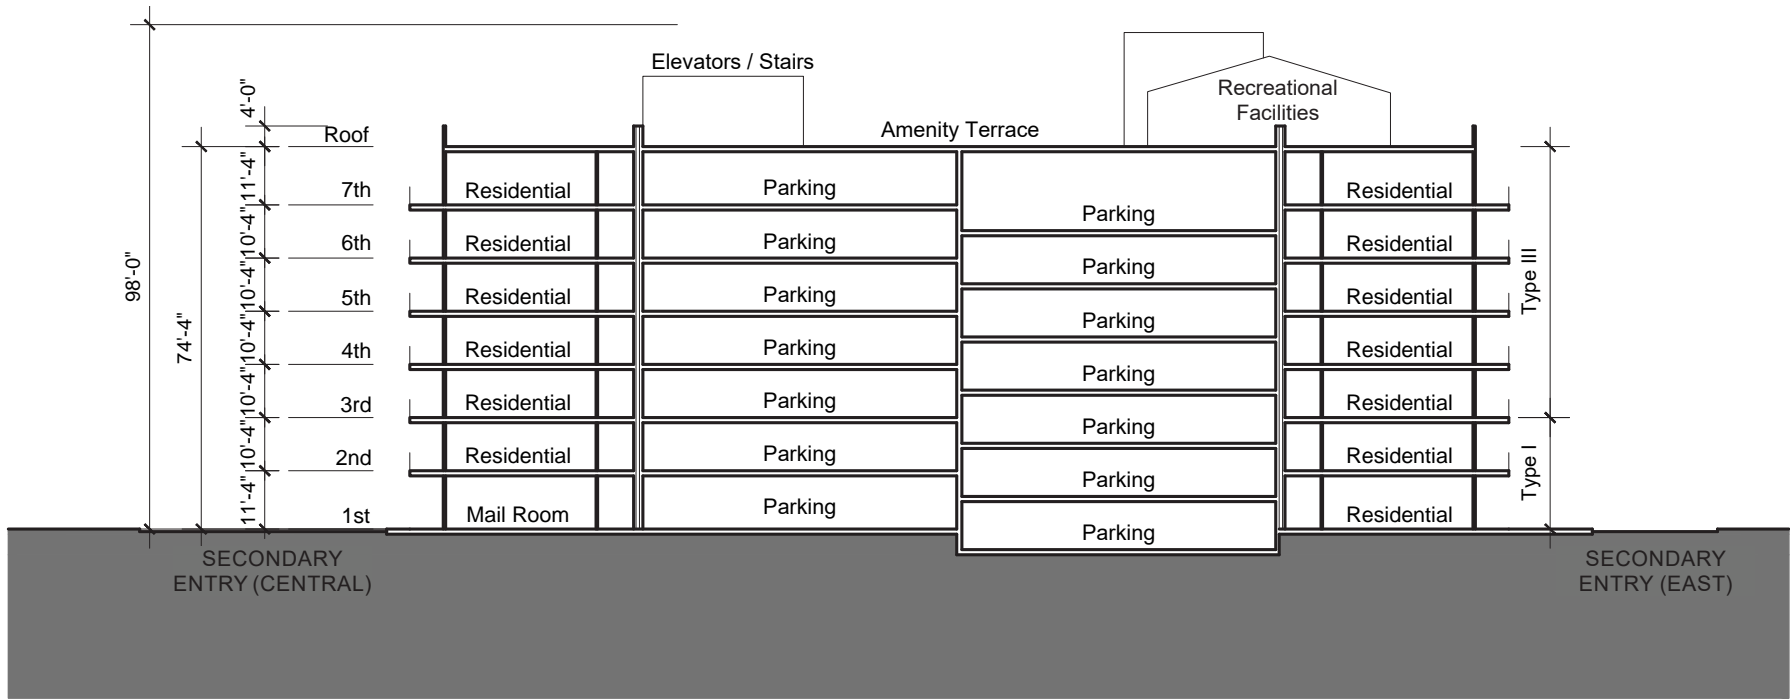 Elevators / Stairs
Recreational
Facilities
4'-0"
Roof
Amenity Terrace
11'-4"
7th
Residential
Parking
Parking
Residential
10'-4"
6th
Residential
Parking
Parking
Residential
98'-0"
10'-4"
5th
Residential
Parking
Parking
Residential
Type III
74'-4"
10'-4"
4th
Residential
Parking
Parking
Residential
10'-4"
3rd
Residential
Parking
Parking
Residential
10'-4"
2nd
Residential
Parking
Parking
Residential
Type I
11'-4"
1st
Mail Room
Parking
Parking
Residential
SECONDARY
ENTRY (CENTRAL)
SECONDARY
ENTRY (EAST)